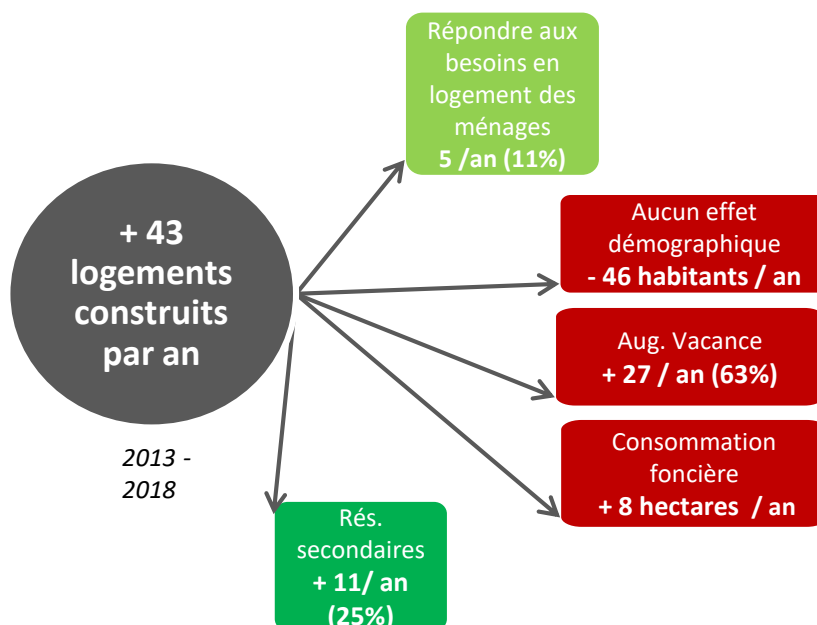 Répondre aux
besoins en
logement des
ménages
5 /an (11%)
+ 43
logements
construits
par an
2013 -
2018
Aucun effet
démographique
- 46 habitants / an
Aug. Vacance
+ 27 / an (63%)
Consommation
foncière
+ 8 hectares / an
Rés.
secondaires
+ 11/ an
(25%)